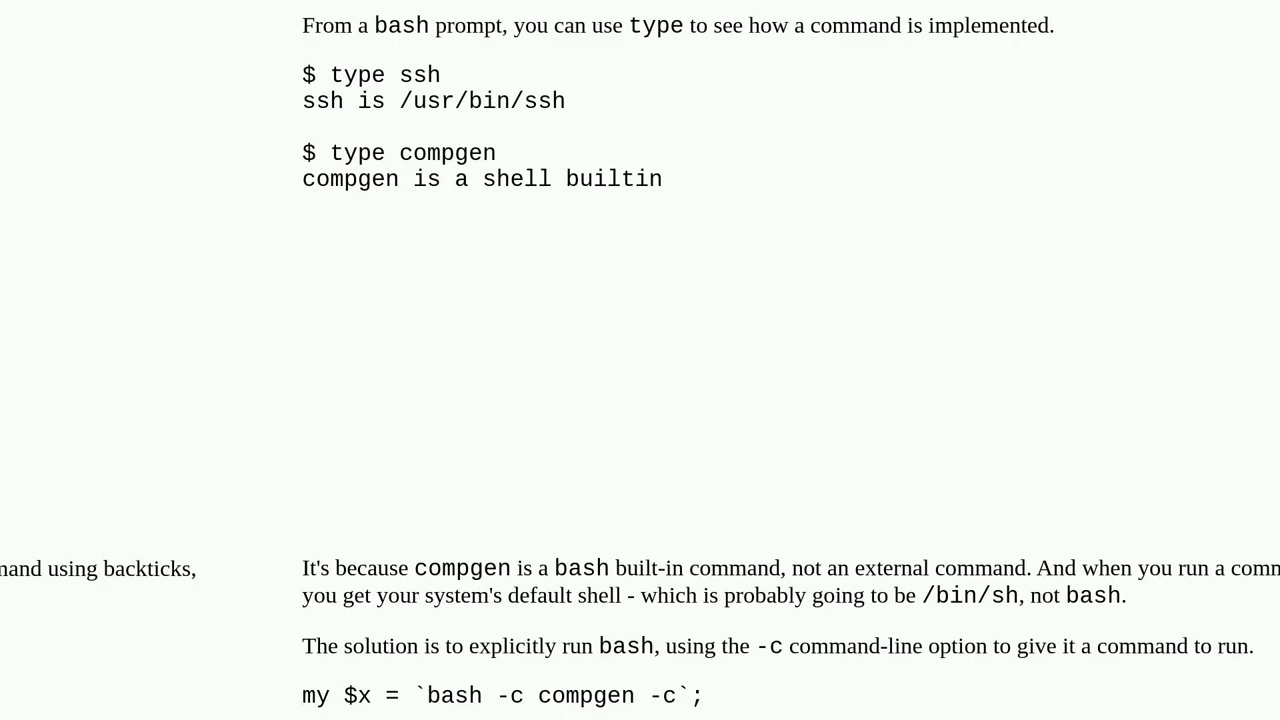 From a bash prompt, you can use type to see how a command is implemented.
$ type ssh
ssh is /usr/bin/ssh
$ type compgen
compgen is a shell builtin
using backticks,
It's because compgen is a bash built-in command, not an external command. And when you run a
you get your system's default shell - which is probably going to be /bin/sh, not bash.
The solution is to explicitly run bash, using the -c command-line option to give it a command to run.
my $x = `bash -c compgen -c`;